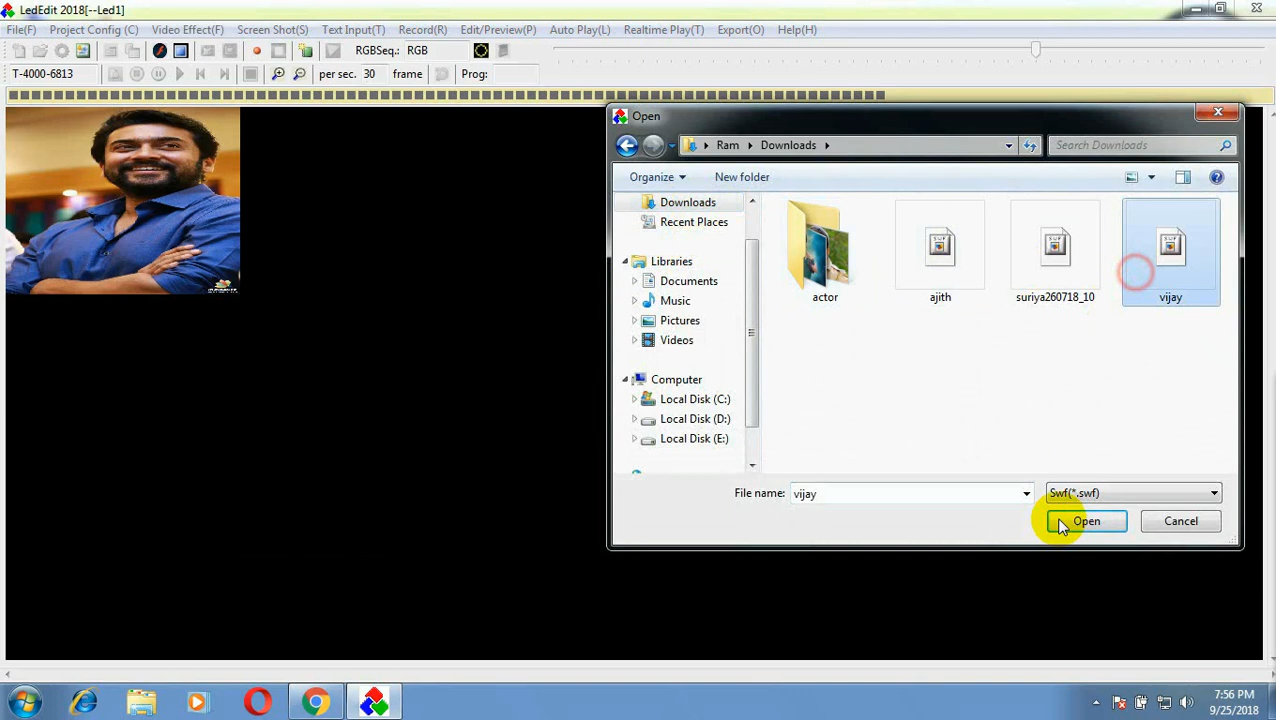 LedEdit 2018[--Led1]
File(F) Project Config (C) Video Effect(F) Screen Shot(S) Text Input(T) Record(R) Edit/Preview(P) Auto Play(L) Realtime Play(T) Export(O) Help(H)
RGBSeq.: RGB
T-4000-6813 per sec. 30 frame Prog:
Open
Ram Downloads Search Downloads
Organize New folder
Downloads
Recent Places
Libraries
Documents
Music
Pictures
Videos
Computer
Local Disk (C:)
Local Disk (D:)
Local Disk (E:)
SWF SWF SWF
actor ajith suriya260718_10 vijay
File name: vijay Swf(*.swf)
Open Cancel
7:56 PM
9/25/2018